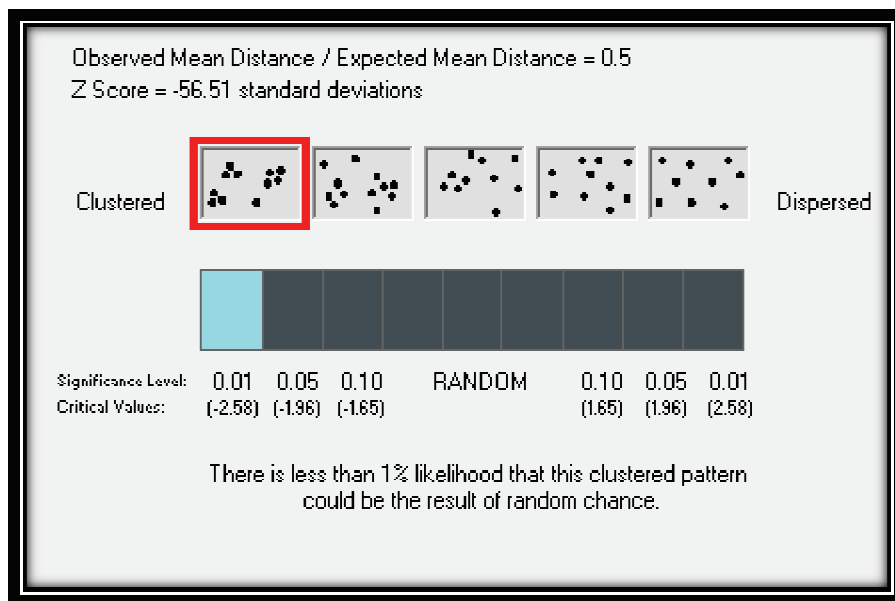 Observed Mean Distance / Expected Mean Distance = 0.5
Z Score = -56.51 standard deviations
Clustered
Dispersed
Significance Level: 0.01 0.05 0.10 RANDOM 0.10 0.05 0.01
Critical Values: (-2.58) (-1.96) (-1.65) (1.65) (1.96) (2.58)
There is less than 1% likelihood that this clustered pattern
could be the result of random chance.